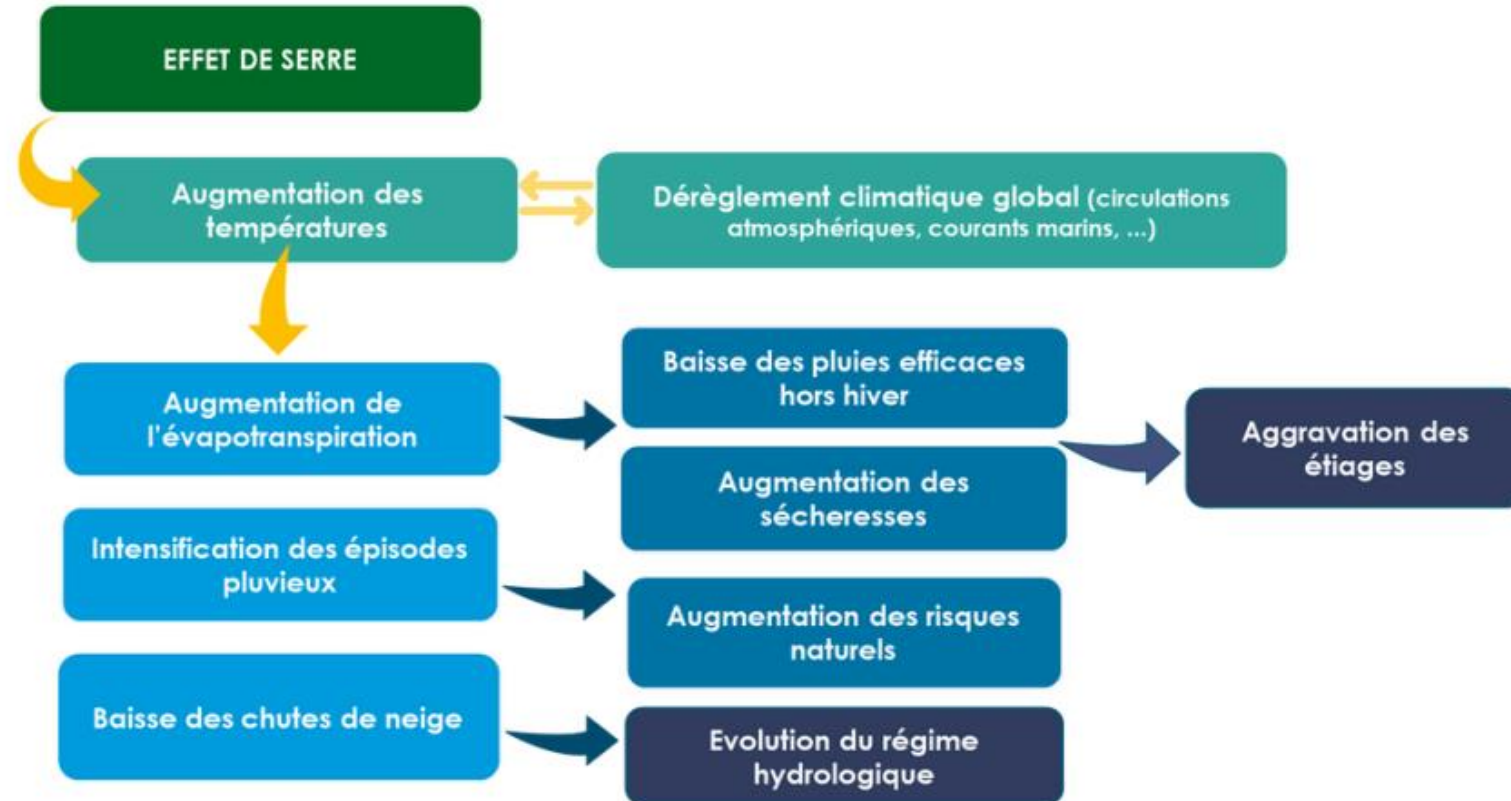 EFFET DE SERRE
Augmentation des
températures
Dérèglement climatique global (circulations
atmosphériques, courants marins, ...)
Augmentation de
l'évapotranspiration
Baisse des pluies efficaces
hors hiver
Augmentation des
sécheresses
Aggravation des
étiages
Intensification des épisodes
pluvieux
Augmentation des risques
naturels
Baisse des chutes de neige
Evolution du régime
hydrologique